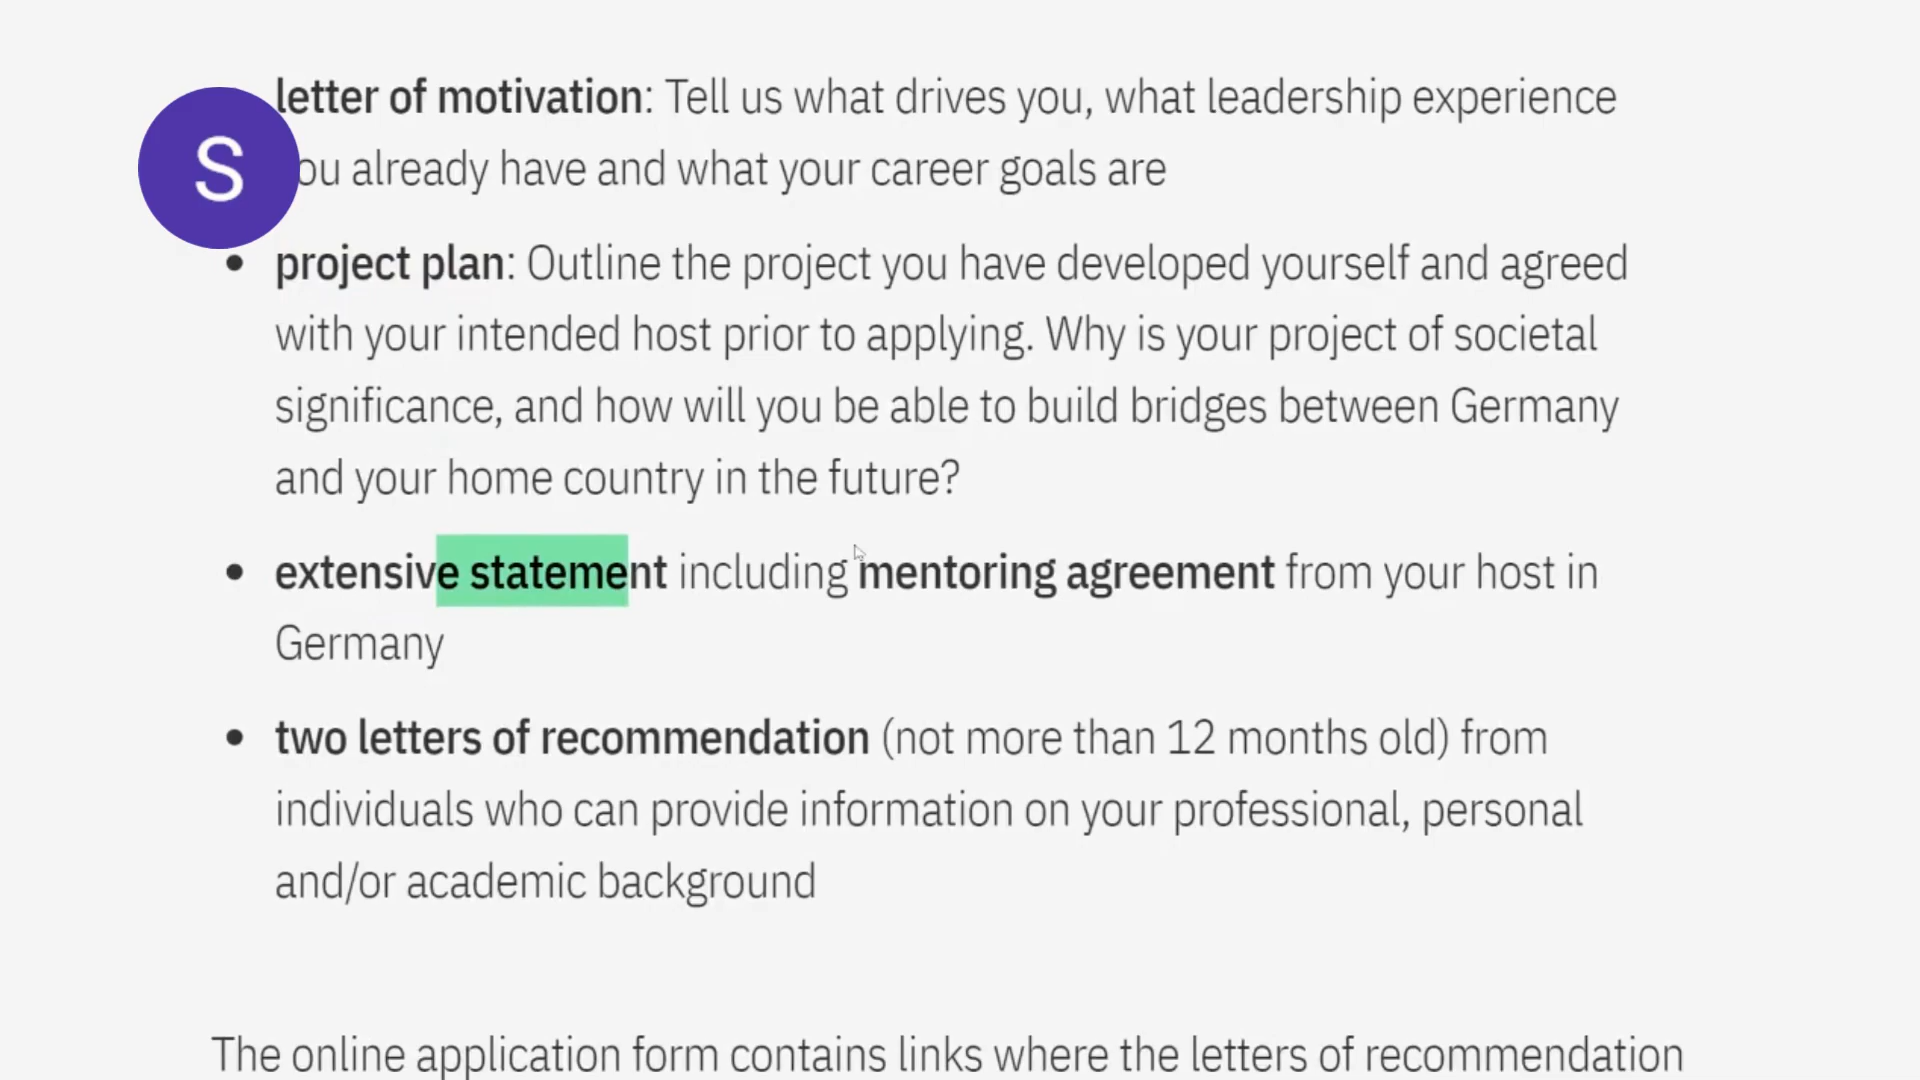 letter of motivation: Tell us what drives you, what leadership experience
S
ou already have and what your career goals are
• project plan: Outline the project you have developed yourself and agreed
with your intended host prior to applying. Why is your project of societal
significance, and how will you be able to build bridges between Germany
and your home country in the future?
• extensive statement including mentoring agreement from your host in
Germany
• two letters of recommendation (not more than 12 months old) from
individuals who can provide information on your professional, personal
and/or academic background
The online application form contains links where the letters of recommendation